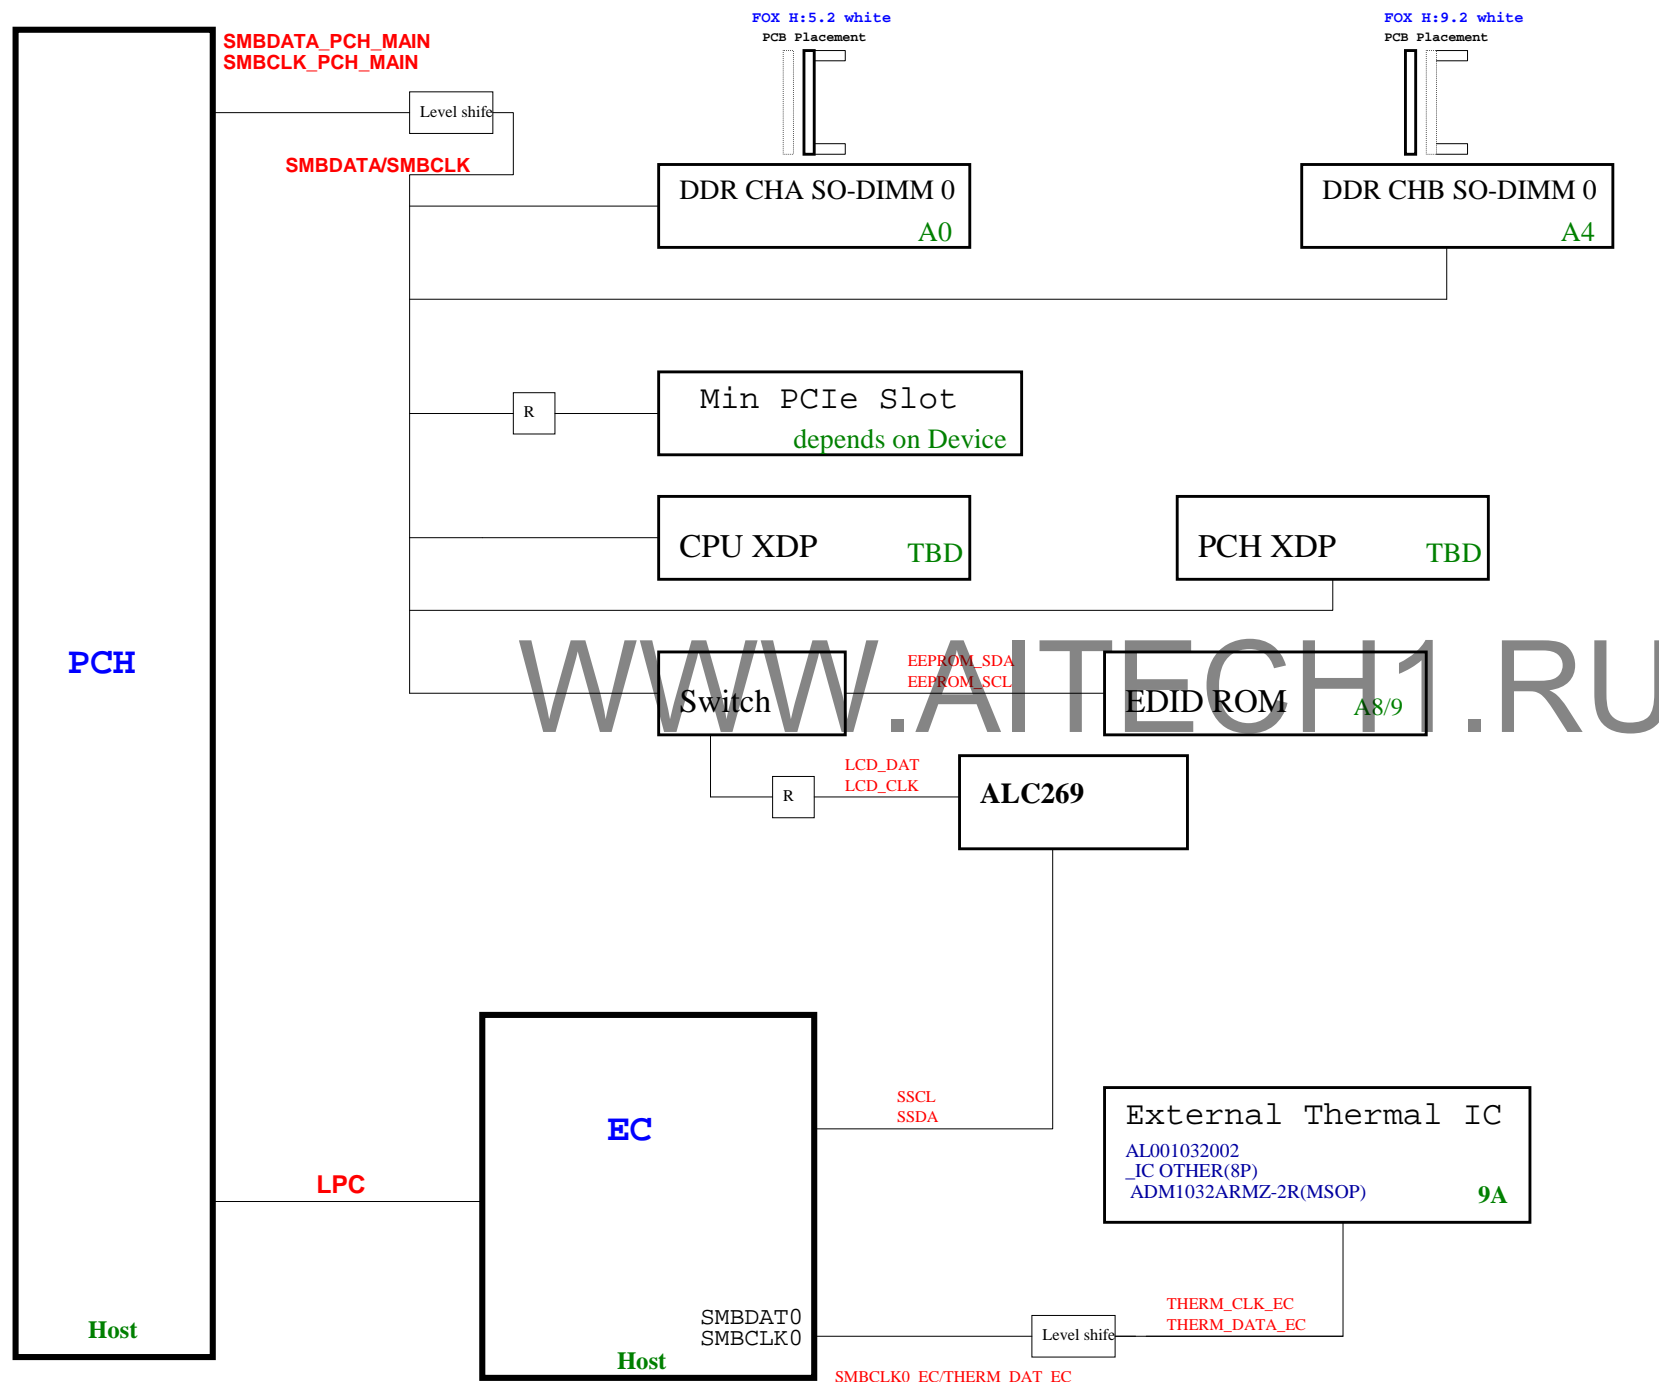 FOX H:5.2 white
PCB Placement
FOX H:9.2 white
PCB Placement
SMBDATA_PCH_MAIN
SMBCLK_PCH_MAIN
Level shife
SMBDATA/SMBCLK
DDR CHA SO-DIMM 0
A0
DDR CHB SO-DIMM 0
A4
R
Min PCIe Slot
depends on Device
CPU XDP
TBD
PCH XDP
TBD
PCH
WWW.AITECH1.RU
Switch
EEPROM_SDA
EEPROM_SCL
EDID ROM
A8/9
R
LCD_DAT
LCD_CLK
ALC269
EC
SSCL
SSDA
External Thermal IC
AL001032002
_IC OTHER(8P)
ADM1032ARMZ-2R(MSOP)
9A
LPC
SMBDAT0
SMBCLK0
Level shife
THERM_CLK_EC
THERM_DATA_EC
Host
Host
SMBCLK0_EC/THERM_DAT_EC